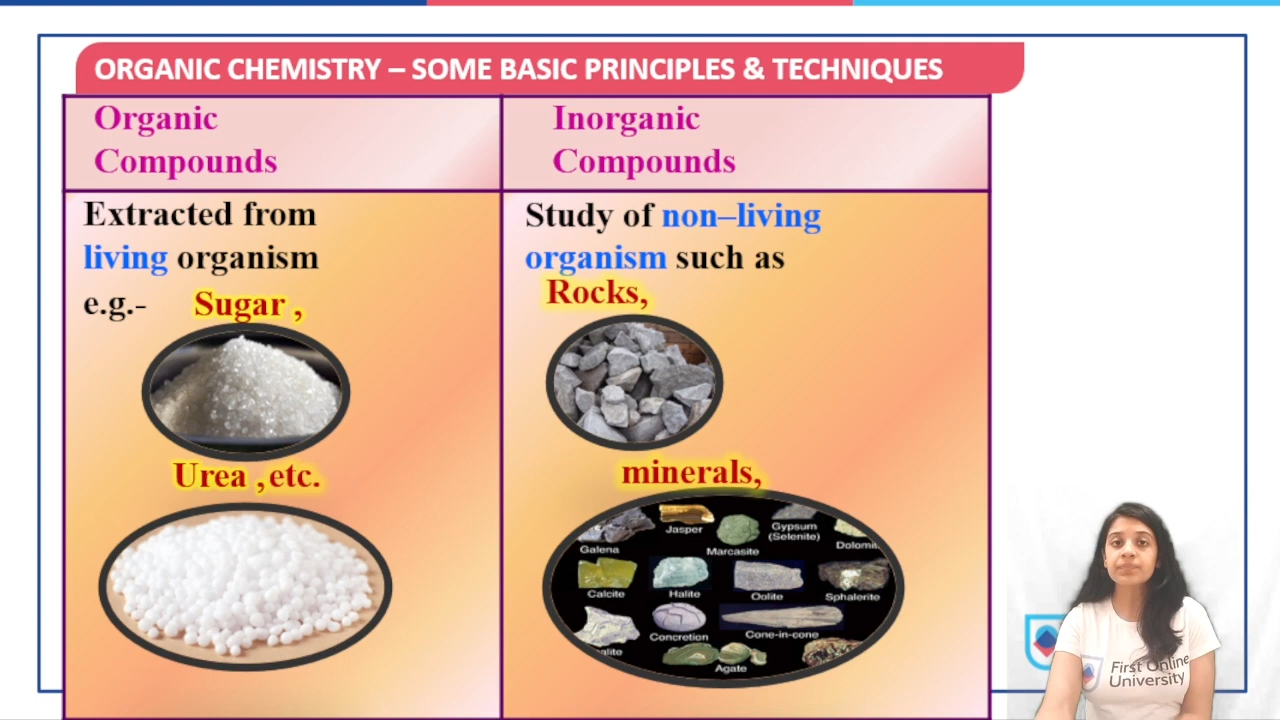 ORGANIC CHEMISTRY – SOME BASIC PRINCIPLES & TECHNIQUES
Organic
Compounds
Inorganic
Compounds
Extracted from
living organism
e.g.- Sugar ,
Urea ,etc.
Study of non–living
organism such as
Rocks,
minerals,
Galena
Jasper
Marcasite
Gypsum
(Selenite)
Calcite
Halite
Oolite
Sphalerite
Concretion
Cone-in-cone
Agate
First Online
University